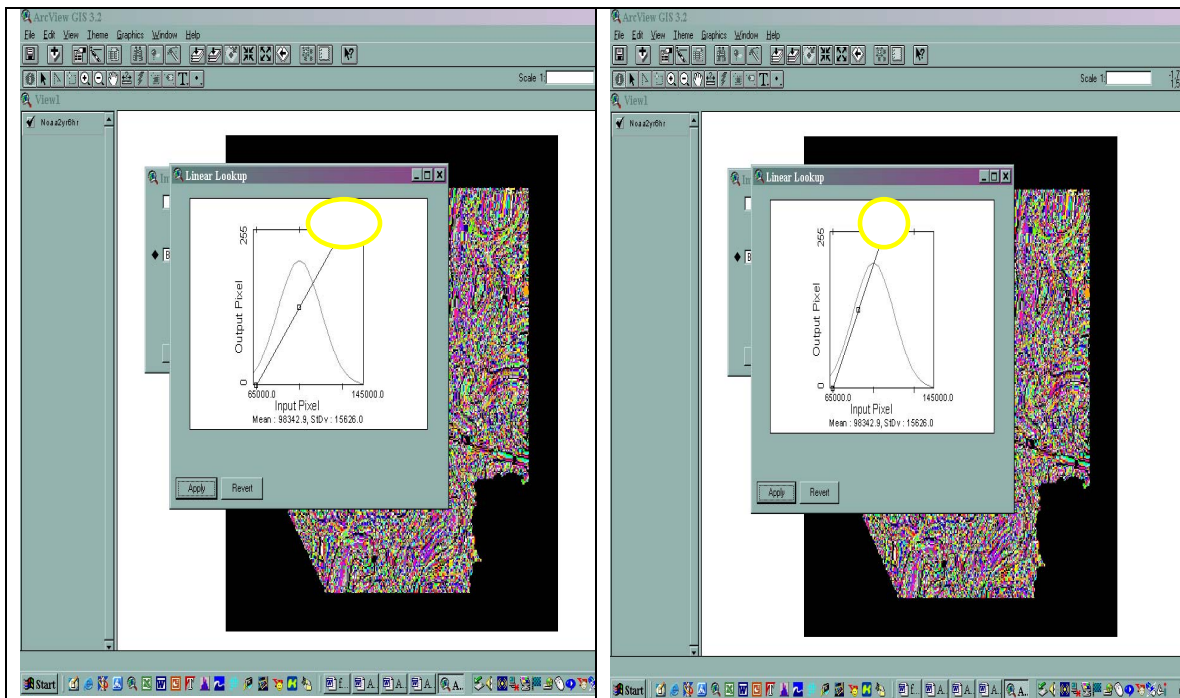 ArcView GIS 3.2
File Edit View Theme Graphics Window Help
Scale 1:
View1
Noaa2yr6hr
Linear Lookup
255
Output Pixel
0
65000.0 145000.0
Input Pixel
Mean : 98342.9, StDv : 15626.0
Apply Revert
Start
ArcView GIS 3.2
File Edit View Theme Graphics Window Help
Scale 1:
View1
Noaa2yr6hr
Linear Lookup
255
Output Pixel
0
65000.0 145000.0
Input Pixel
Mean : 98342.9, StDv : 15626.0
Apply Revert
Start